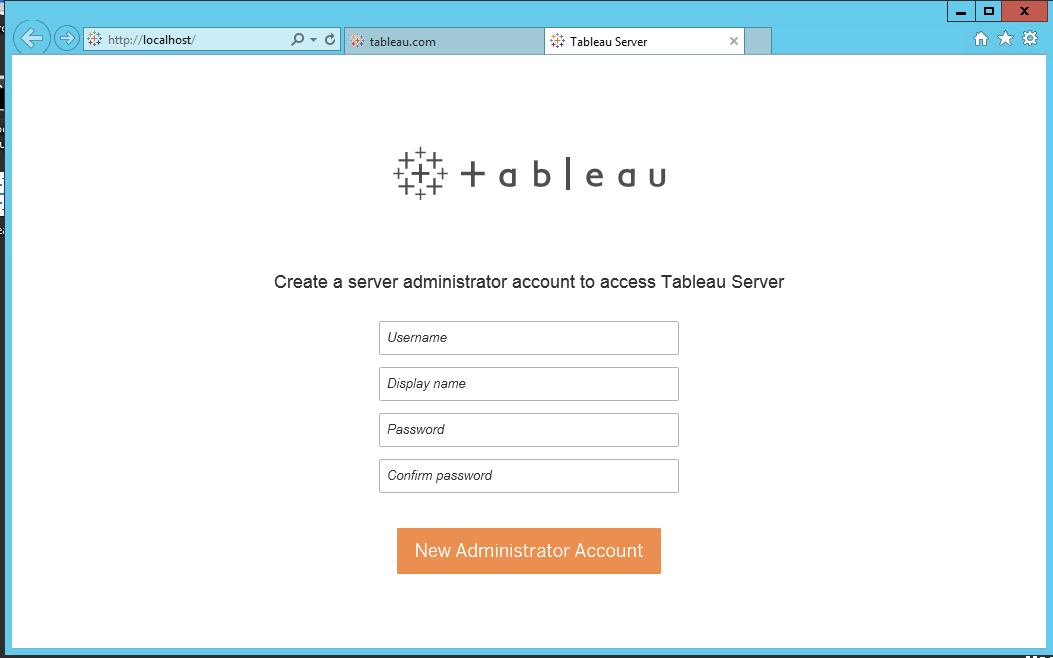 http://localhost/
tableau.com
Tableau Server
+ableau
Create a server administrator account to access Tableau Server
Username
Display name
Password
Confirm password
New Administrator Account